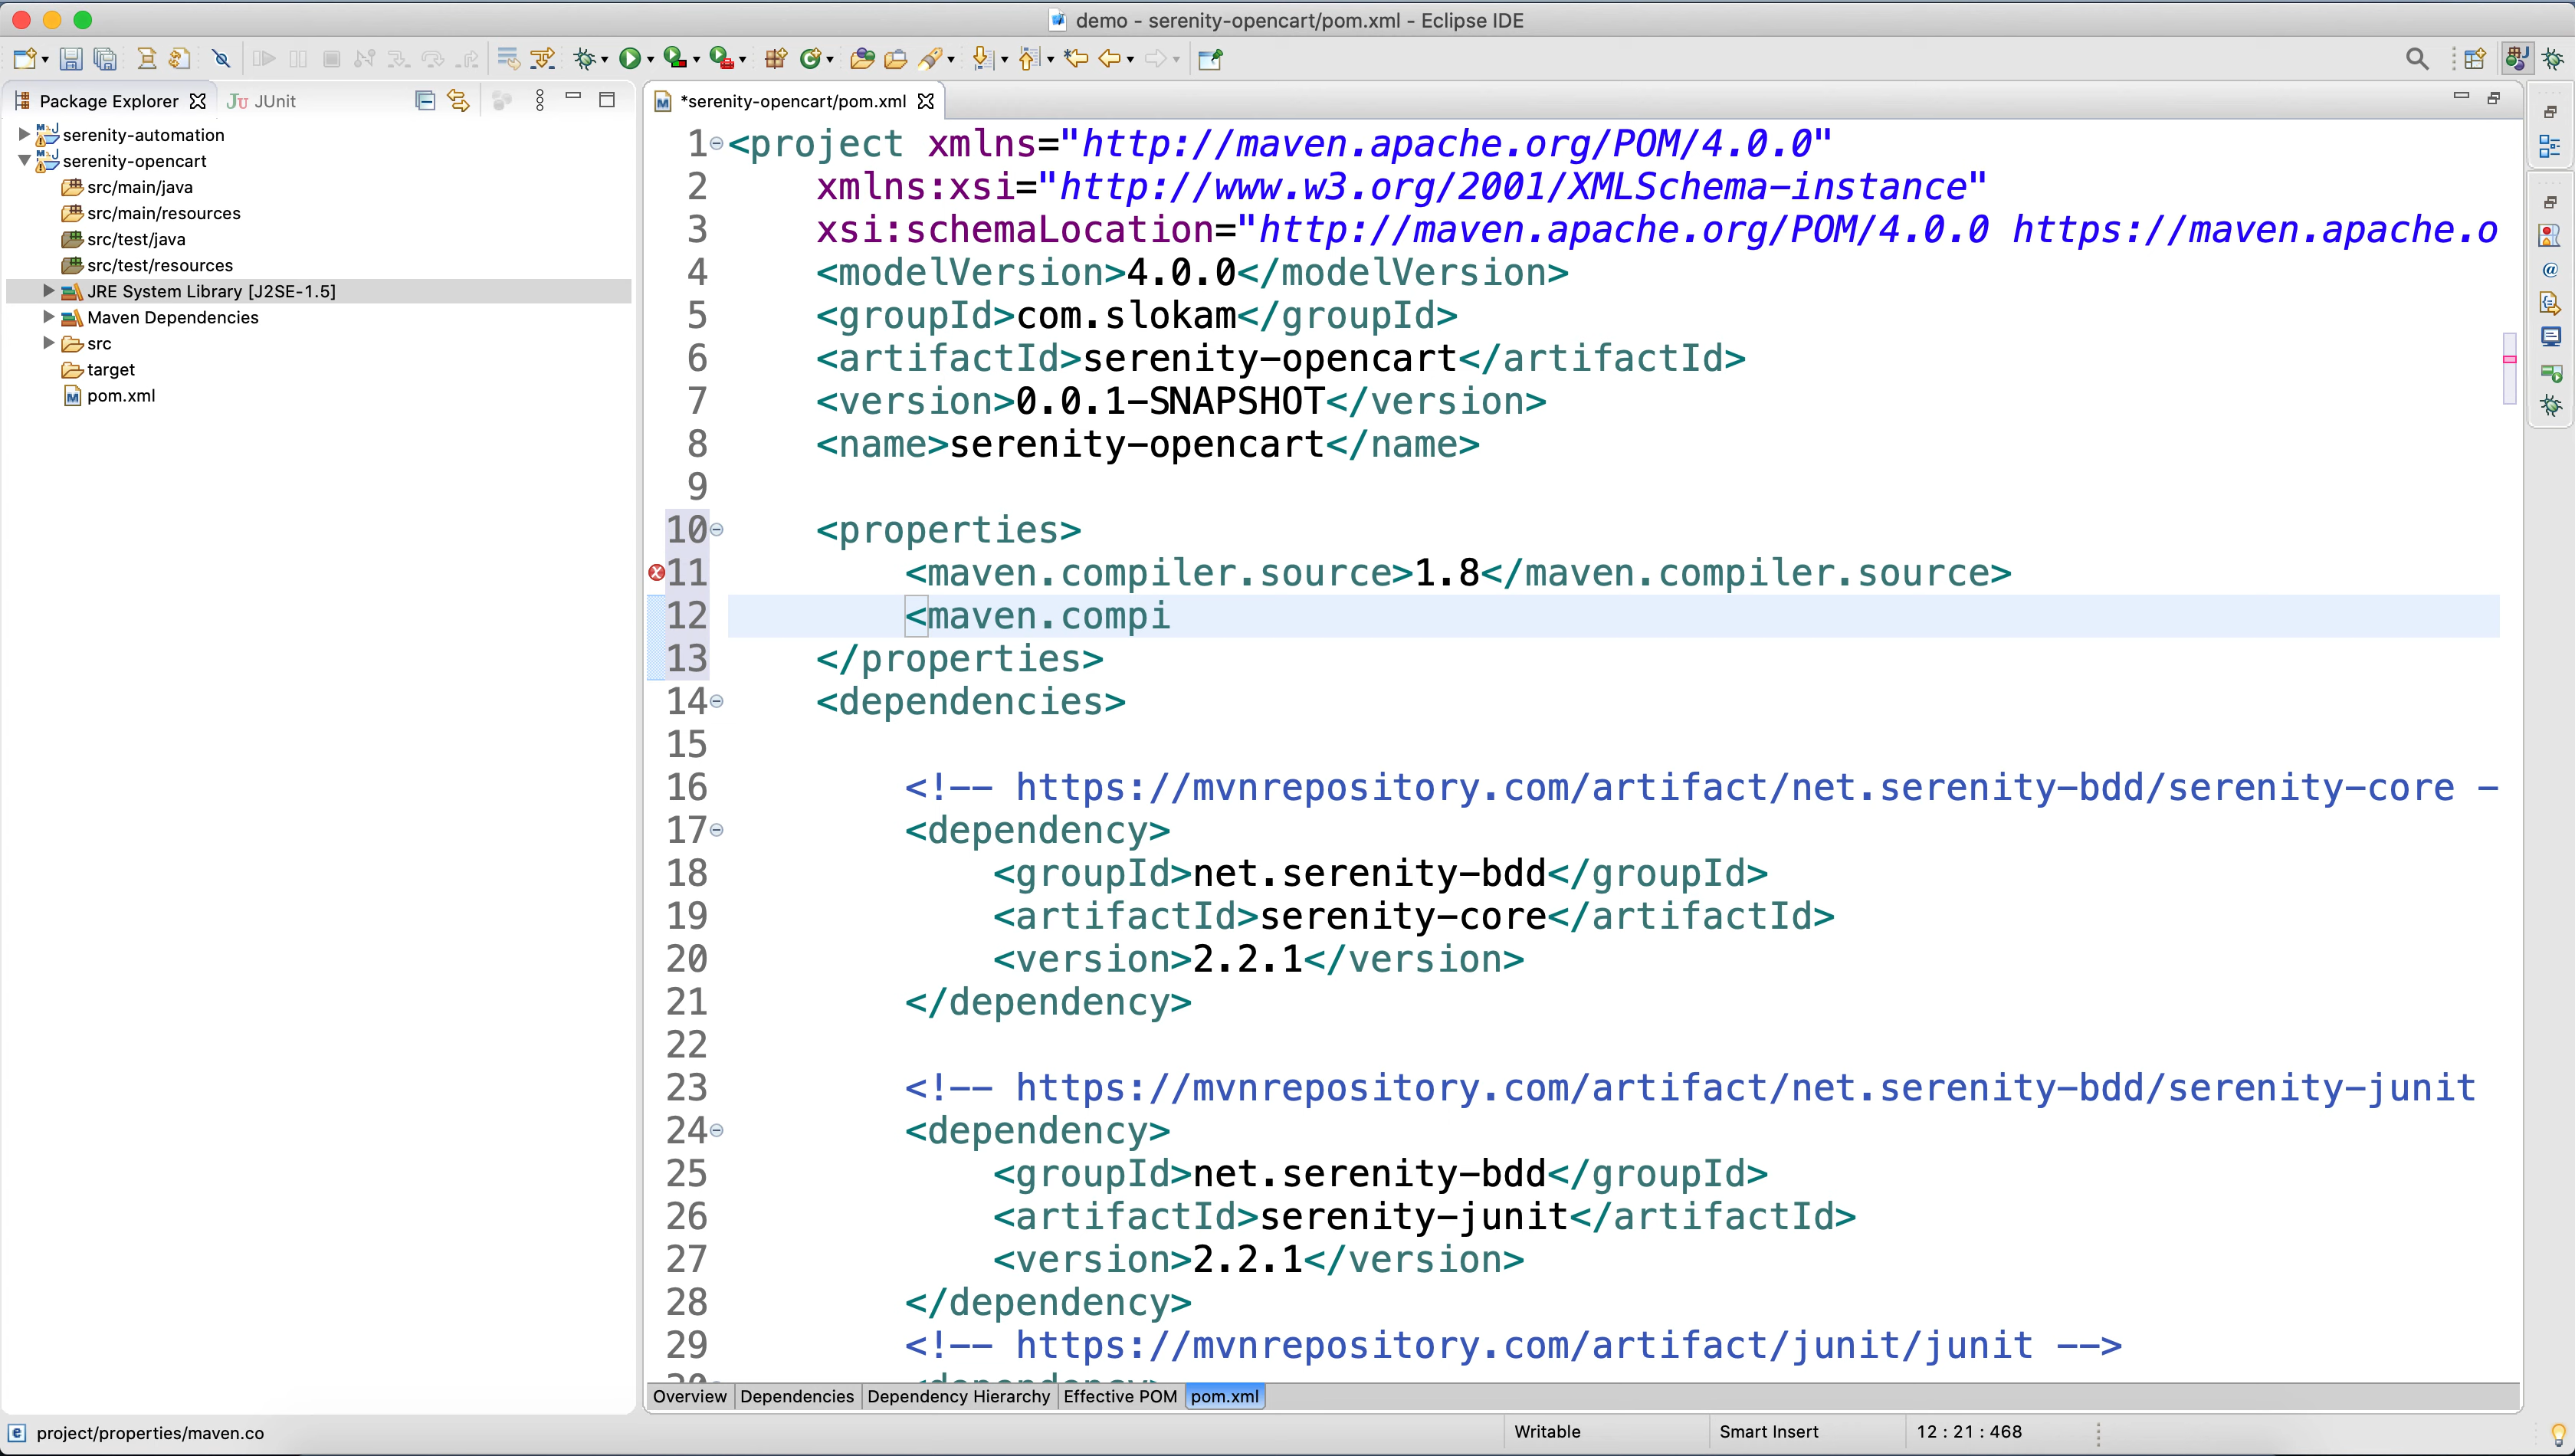 demo - serenity-opencart/pom.xml - Eclipse IDE
Package Explorer
JUnit
serenity-automation
serenity-opencart
src/main/java
src/main/resources
src/test/java
src/test/resources
JRE System Library [J2SE-1.5]
Maven Dependencies
src
target
pom.xml
*serenity-opencart/pom.xml
1 <project xmlns="http://maven.apache.org/POM/4.0.0"
2 xmlns:xsi="http://www.w3.org/2001/XMLSchema-instance"
3 xsi:schemaLocation="http://maven.apache.org/POM/4.0.0 https://maven.apache.o
4 <modelVersion>4.0.0</modelVersion>
5 <groupId>com.slokam</groupId>
6 <artifactId>serenity-opencart</artifactId>
7 <version>0.0.1-SNAPSHOT</version>
8 <name>serenity-opencart</name>
9
10 <properties>
11 <maven.compiler.source>1.8</maven.compiler.source>
12 <maven.compi
13 </properties>
14 <dependencies>
15
16 <!-- https://mvnrepository.com/artifact/net.serenity-bdd/serenity-core -
17 <dependency>
18 <groupId>net.serenity-bdd</groupId>
19 <artifactId>serenity-core</artifactId>
20 <version>2.2.1</version>
21 </dependency>
22
23 <!-- https://mvnrepository.com/artifact/net.serenity-bdd/serenity-junit
24 <dependency>
25 <groupId>net.serenity-bdd</groupId>
26 <artifactId>serenity-junit</artifactId>
27 <version>2.2.1</version>
28 </dependency>
29 <!-- https://mvnrepository.com/artifact/junit/junit -->
Overview Dependencies Dependency Hierarchy Effective POM pom.xml
project/properties/maven.co
Writable
Smart Insert
12 : 21 : 468